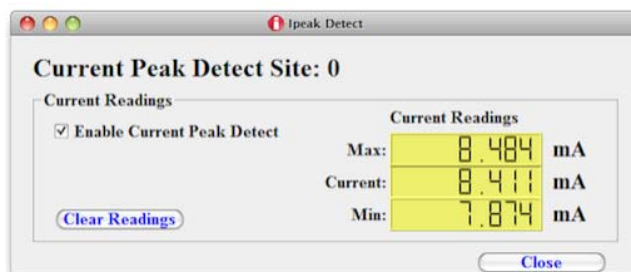 Ipeak Detect
Current Peak Detect Site: 0
Current Readings
Enable Current Peak Detect
Current Readings
Max: 8.484 mA
Current: 8.411 mA
Clear Readings
Min: 7.874 mA
Close